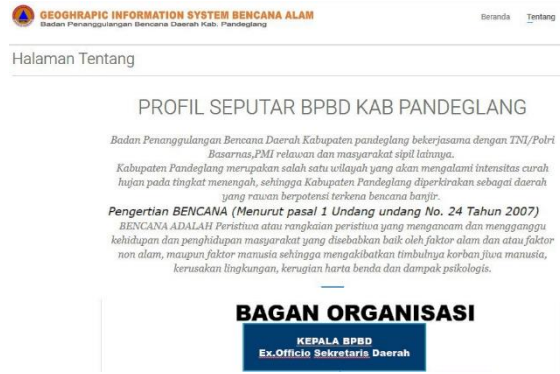 GEOGHRAPIC INFORMATION SYSTEM BENCANA ALAM
Badan Penanggulangan Bencana Daerah Kab. Pandeglang
Beranda Tentang
Halaman Tentang
PROFIL SEPUTAR BPBD KAB PANDEGLANG
Badan Penanggulangan Bencana Daerah Kabupaten pandeglang bekerjasama dengan TNI/Polri
Basarnas,PMI relawan dan masyarakat sipil lainnya.
Kabupaten Pandeglang merupakan salah satu wilayah yang akan mengalami intensitas curah
hujan pada tingkat menengah, sehingga Kabupaten Pandeglang diperkirakan sebagai daerah
yang rawan berpotensi terkena bencana banjir.
Pengertian BENCANA (Menurut pasal 1 Undang undang No. 24 Tahun 2007)
BENCANA ADALAH Peristiwa atau rangkaian peristiwa yang mengancam dan mengganggu
kehidupan dan penghidupan masyarakat yang disebabkan baik oleh faktor alam dan atau faktor
non alam, maupun faktor manusia sehingga mengakibatkan timbulnya korban jiwa manusia,
kerusakan lingkungan, kerugian harta benda dan dampak psikologis.
BAGAN ORGANISASI
KEPALA BPBD
Ex.Officio Sekretaris Daerah